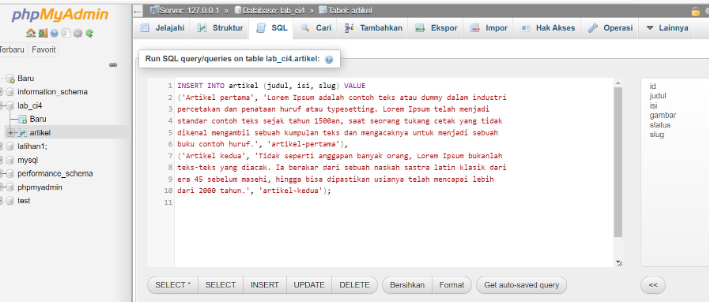 phpMyAdmin
Terbaru Favorit
Baru
information_schema
lab_ci4
Baru
artikel
latihan1;
mysql
performance_schema
phpmyadmin
test
Server: 127.0.0.1 » Database: lab_ci4 » Tabel: artikel
Jelajahi Struktur SQL Cari Tambahkan Ekspor Impor Hak Akses Operasi Lainnya
Run SQL query/queries on table lab_ci4.artikel:
1 INSERT INTO artikel (judul, isi, slug) VALUE
2 ('Artikel pertama', 'Lorem Ipsum adalah contoh teks atau dummy dalam industri
3 percetakan dan penataan huruf atau typesetting. Lorem Ipsum telah menjadi
4 standar contoh teks sejak tahun 1500an, saat seorang tukang cetak yang tidak
5 dikenal mengambil sebuah kumpulan teks dan mengacaknya untuk menjadi sebuah
6 buku contoh huruf.', 'artikel-pertama'),
7 ('Artikel kedua', 'Tidak seperti anggapan banyak orang, Lorem Ipsum bukanlah
8 teks-teks yang diacak. Ia berakar dari sebuah naskah sastra latin klasik dari
9 era 45 sebelum masehi, hingga bisa dipastikan usianya telah mencapai lebih
10 dari 2000 tahun.', 'artikel-kedua');
11
id
judul
isi
gambar
status
slug
SELECT * SELECT INSERT UPDATE DELETE Bersihkan Format Get auto-saved query <<